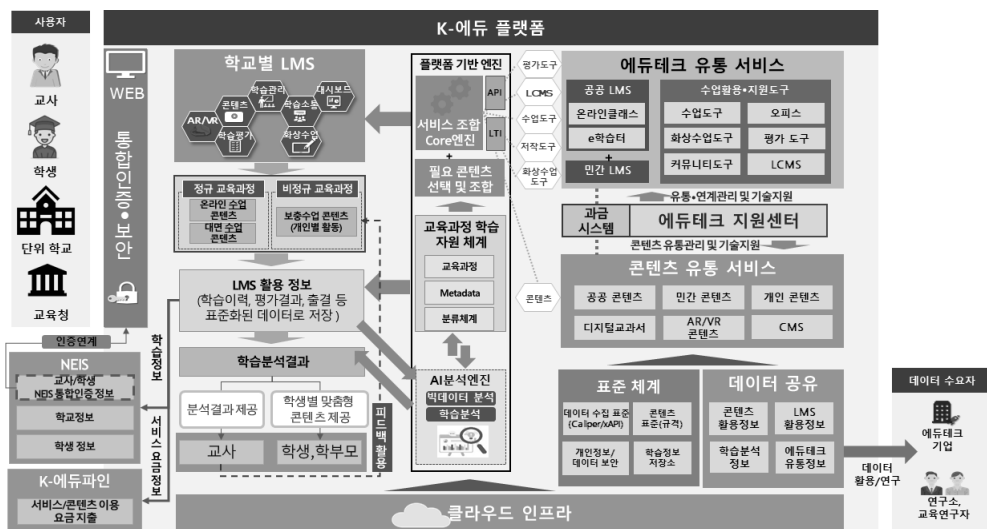 사용자
교사
학생
단위 학교
교육청
K-에듀 플랫폼
WEB
통합인증•보안
학교별 LMS
학습관리
대시보드
콘텐츠
학습소통
AR/VR
학습평가
화상수업
정규 교육과정
온라인 수업
콘텐츠
대면 수업
콘텐츠
비정규 교육과정
보충수업 콘텐츠
(개인별 활동)
LMS 활용 정보
(학습이력, 평가결과, 출결 등
표준화된 데이터로 저장 )
학습분석결과
분석결과 제공
학생별 맞춤형
콘텐츠 제공
교사
학생,학부모
피드백 활용
플랫폼 기반 엔진
API
LTI
서비스 조합
Core엔진
+
필요 콘텐츠
선택 및 조합
교육과정 학습
자원 체계
교육과정
Metadata
분류체계
AI분석엔진
빅데이터 분석
학습분석
평가도구
LCMS
수업도구
저작도구
화상수업
도구
콘텐츠
에듀테크 유통 서비스
공공 LMS
온라인클래스
e학습터
+
민간 LMS
수업활용•지원도구
수업도구
오피스
화상수업도구
평가 도구
커뮤니티도구
LCMS
유통•연계관리 및 기술지원
과금
시스템
에듀테크 지원센터
콘텐츠 유통관리 및 기술지원
콘텐츠 유통 서비스
공공 콘텐츠
민간 콘텐츠
개인 콘텐츠
디지털교과서
AR/VR
콘텐츠
CMS
표준 체계
데이터 수집 표준
(Caliper/xAPI)
콘텐츠
표준(규격)
개인정보/
데이터 보안
학습정보
저장소
데이터 공유
콘텐츠
활용정보
LMS
활용정보
학습분석
정보
에듀테크
유통정보
데이터
활용/연구
데이터 수요자
에듀테크
기업
연구소,
교육연구자
인증연계
NEIS
교사/학생
NEIS 통합인증 정보
학교정보
학생 정보
학습정보
서비스 요금정보
K-에듀파인
서비스/콘텐츠 이용
요금 지출
클라우드 인프라